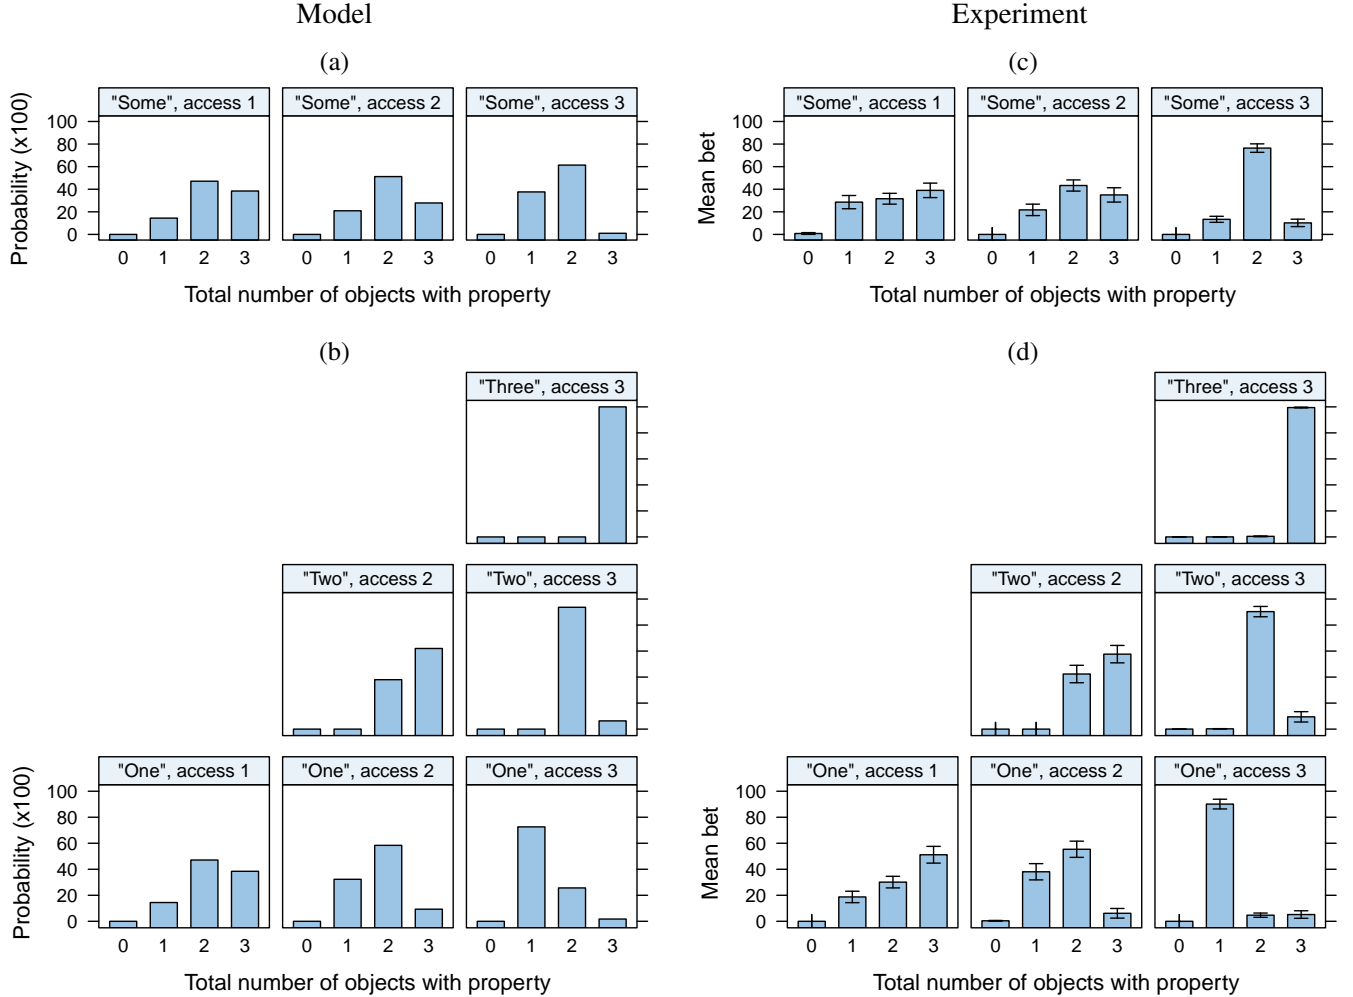 Model
Experiment
(a)
(c)
"Some", access 1
"Some", access 2
"Some", access 3
"Some", access 1
"Some", access 2
"Some", access 3
Probability (x100)
100
80
60
40
20
0
Mean bet
100
80
60
40
20
0
0 1 2 3
0 1 2 3
0 1 2 3
0 1 2 3
0 1 2 3
0 1 2 3
Total number of objects with property
Total number of objects with property
(b)
(d)
"Three", access 3
"Three", access 3
"Two", access 2
"Two", access 3
"Two", access 2
"Two", access 3
"One", access 1
"One", access 2
"One", access 3
"One", access 1
"One", access 2
"One", access 3
Probability (x100)
100
80
60
40
20
0
Mean bet
100
80
60
40
20
0
0 1 2 3
0 1 2 3
0 1 2 3
0 1 2 3
0 1 2 3
0 1 2 3
Total number of objects with property
Total number of objects with property